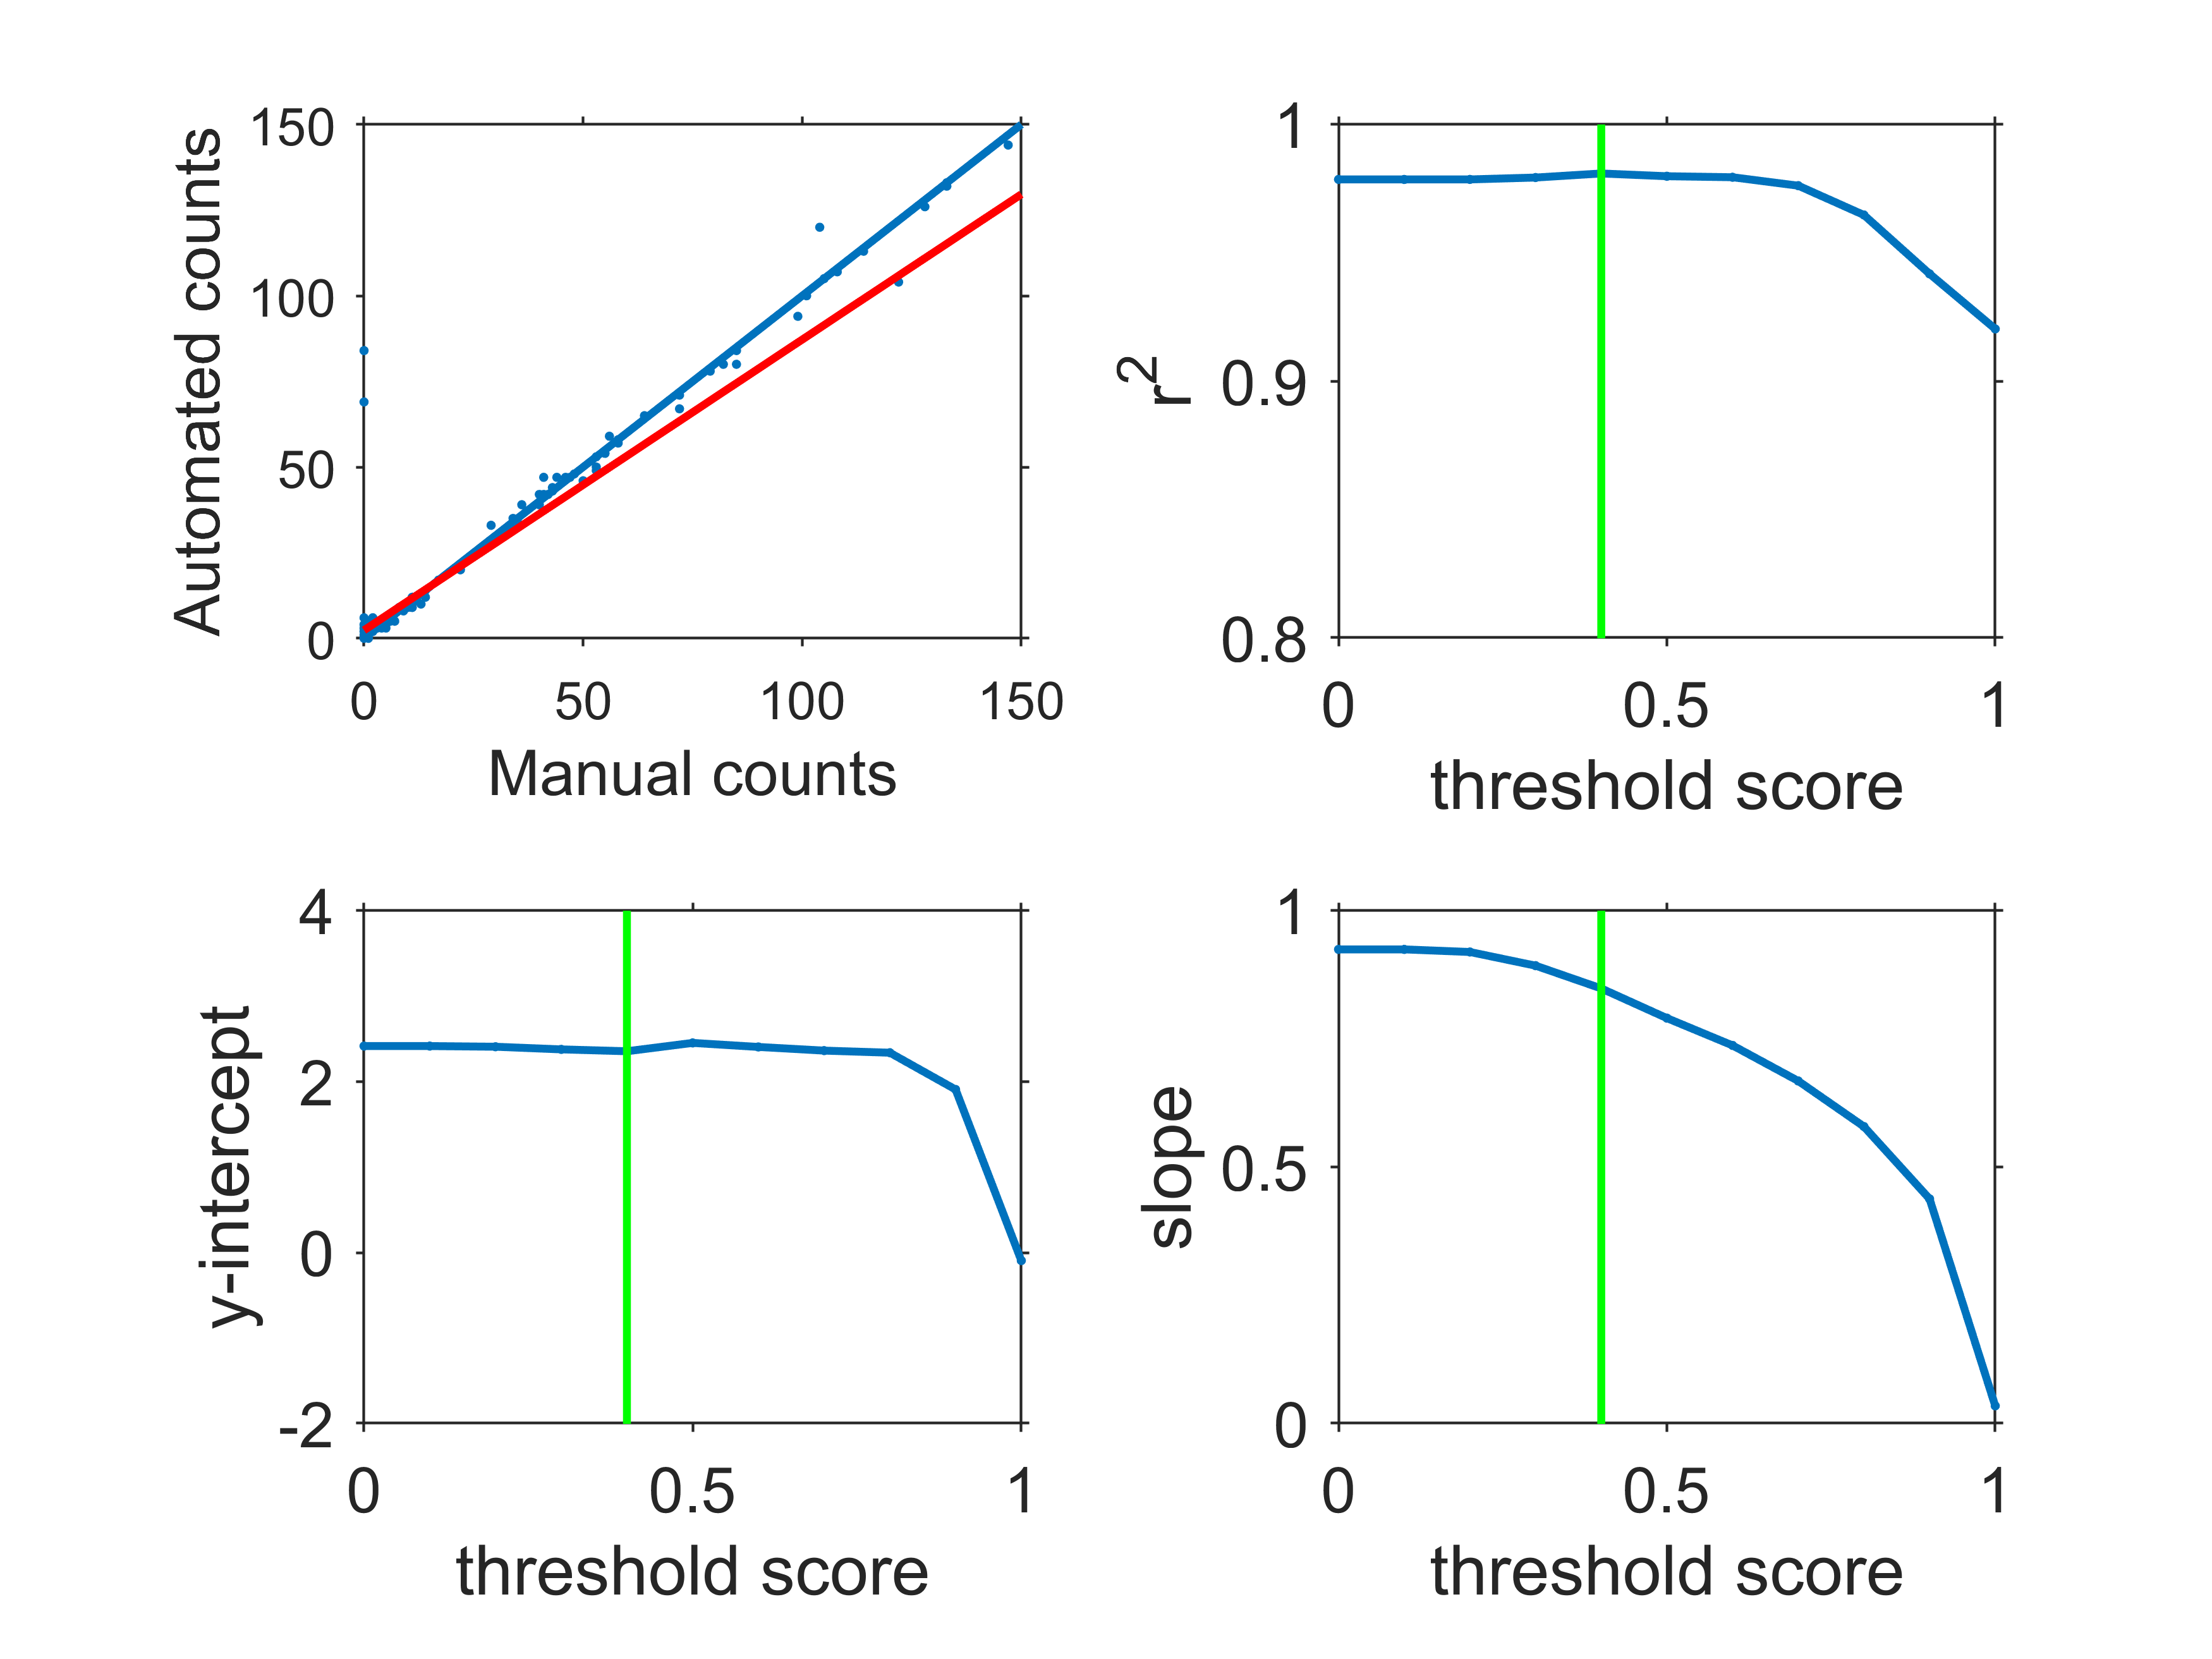 150
100
50
0
Automated counts
0 50 100 150
Manual counts
1
0.9
0.8
r²
0 0.5 1
threshold score
4
2
0
-2
y-intercept
0 0.5 1
threshold score
1
0.5
0
slope
0 0.5 1
threshold score